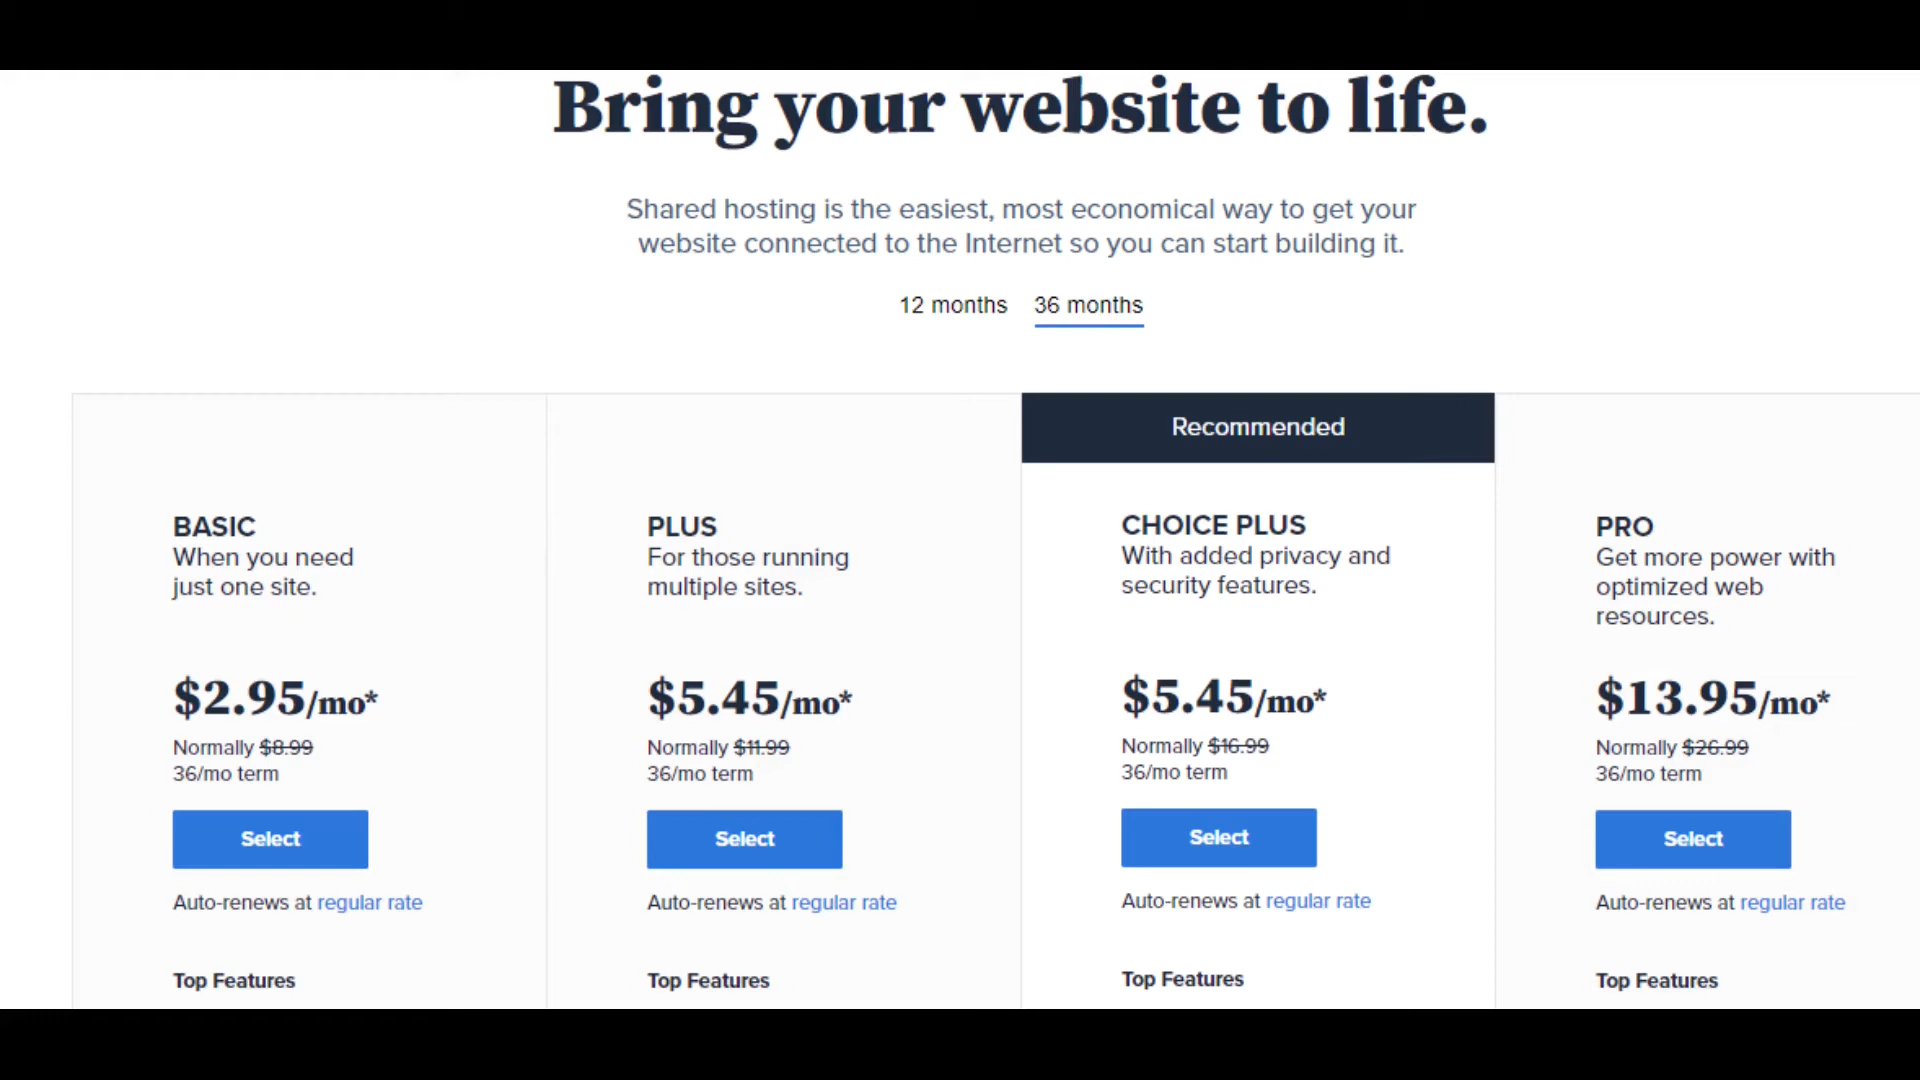 Bring your website to life.
Shared hosting is the easiest, most economical way to get your
website connected to the Internet so you can start building it.
12 months 36 months
Recommended
BASIC
When you need
just one site.
$2.95/mo*
Normally $8.99
36/mo term
Select
Auto-renews at regular rate
Top Features
PLUS
For those running
multiple sites.
$5.45/mo*
Normally $11.99
36/mo term
Select
Auto-renews at regular rate
Top Features
CHOICE PLUS
With added privacy and
security features.
$5.45/mo*
Normally $16.99
36/mo term
Select
Auto-renews at regular rate
Top Features
PRO
Get more power with
optimized web
resources.
$13.95/mo*
Normally $26.99
36/mo term
Select
Auto-renews at regular rate
Top Features